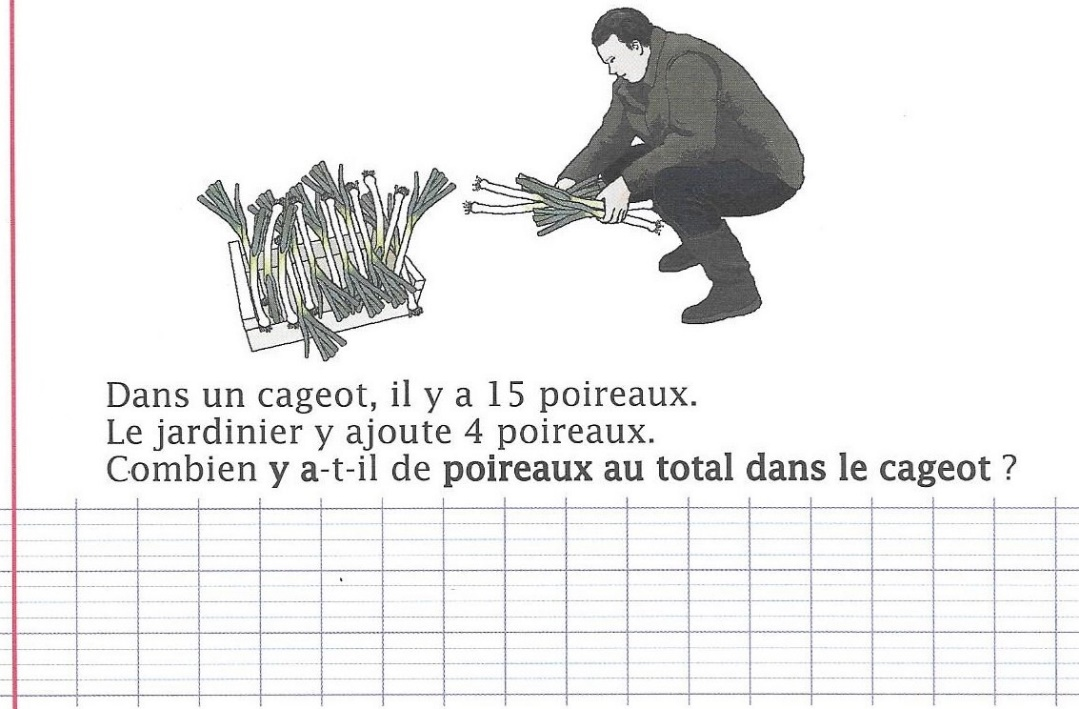 Dans un cageot, il y a 15 poireaux.
Le jardinier y ajoute 4 poireaux.
Combien y a-t-il de poireaux au total dans le cageot ?